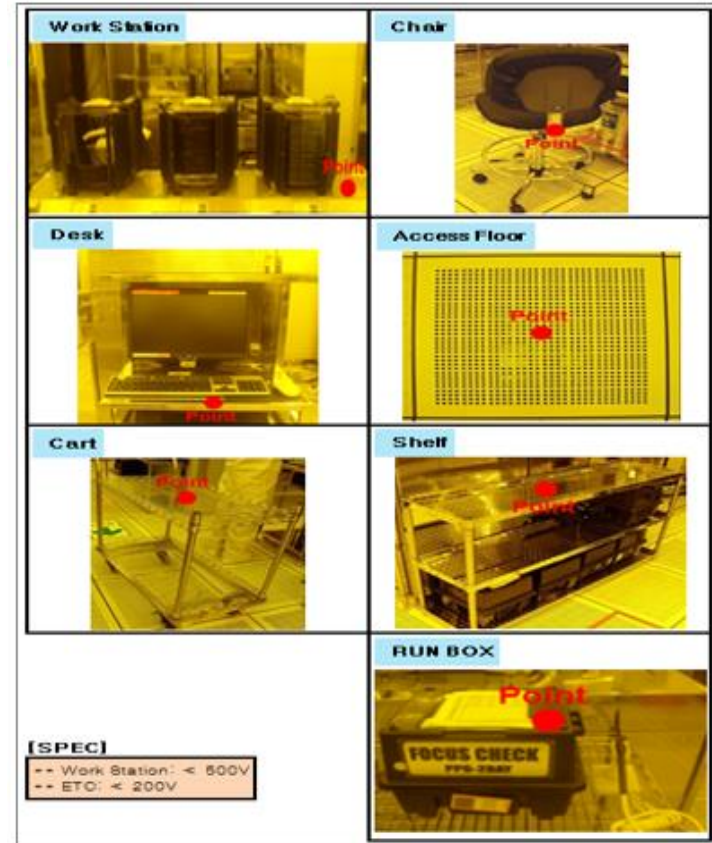 Work Station
Chair
Point
Point
Desk
Access Floor
Point
Point
Cart
Shelf
Point
Point
RUN BOX
Point
FOCUS CHECK
[SPEC]
-- Work Station: < 500V
-- ETC: < 200V